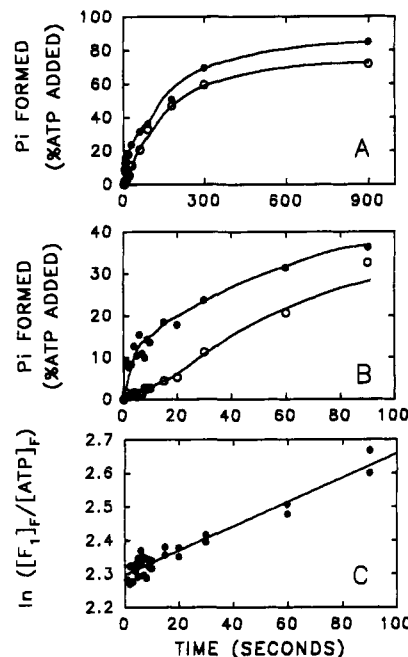 Pi FORMED
(%ATP ADDED)
100
80
60
40
20
0
A
0 300 600 900
Pi FORMED
(%ATP ADDED)
40
30
20
10
0
B
0 20 40 60 80 100
ln ([F₁]F/[ATP]F)
2.7
2.6
2.5
2.4
2.3
2.2
C
0 20 40 60 80 100
TIME (SECONDS)